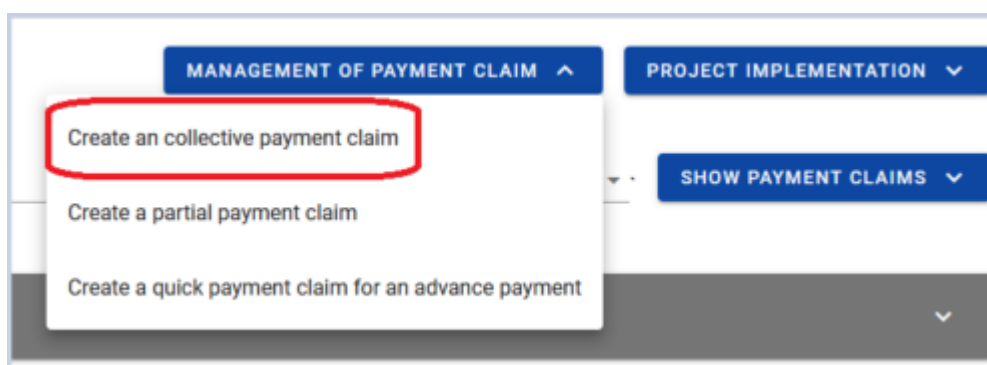 MANAGEMENT OF PAYMENT CLAIM
PROJECT IMPLEMENTATION
Create an collective payment claim
SHOW PAYMENT CLAIMS
Create a partial payment claim
Create a quick payment claim for an advance payment